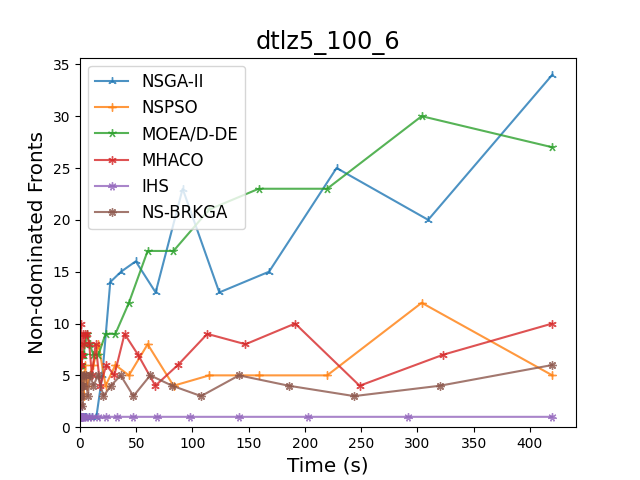 dtlz5_100_6
Non-dominated Fronts
35
30
25
20
15
10
5
0
NSGA-II
NSPSO
MOEA/D-DE
MHACO
IHS
NS-BRKGA
0 50 100 150 200 250 300 350 400
Time (s)